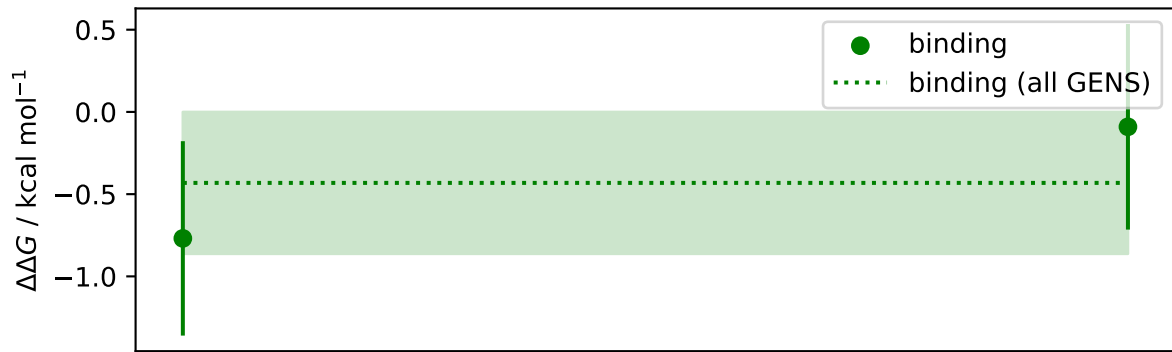 0.5
0.0
−0.5
−1.0
ΔΔG / kcal mol⁻¹
binding
binding (all GENS)